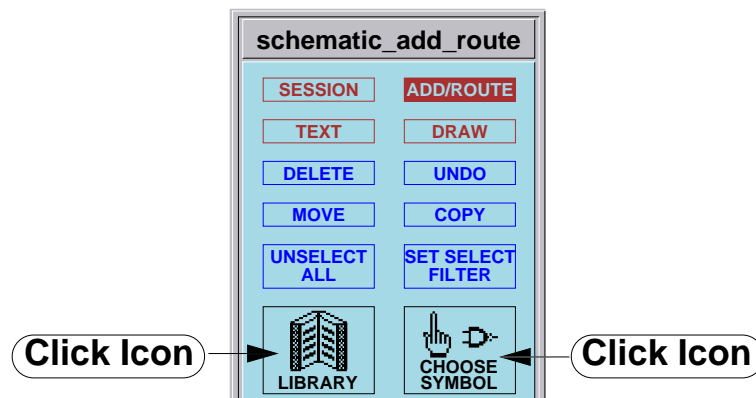 schematic_add_route
SESSION ADD/ROUTE
TEXT DRAW
DELETE UNDO
MOVE COPY
UNSELECT
ALL
SET SELECT
FILTER
Click Icon
LIBRARY
CHOOSE
SYMBOL
Click Icon